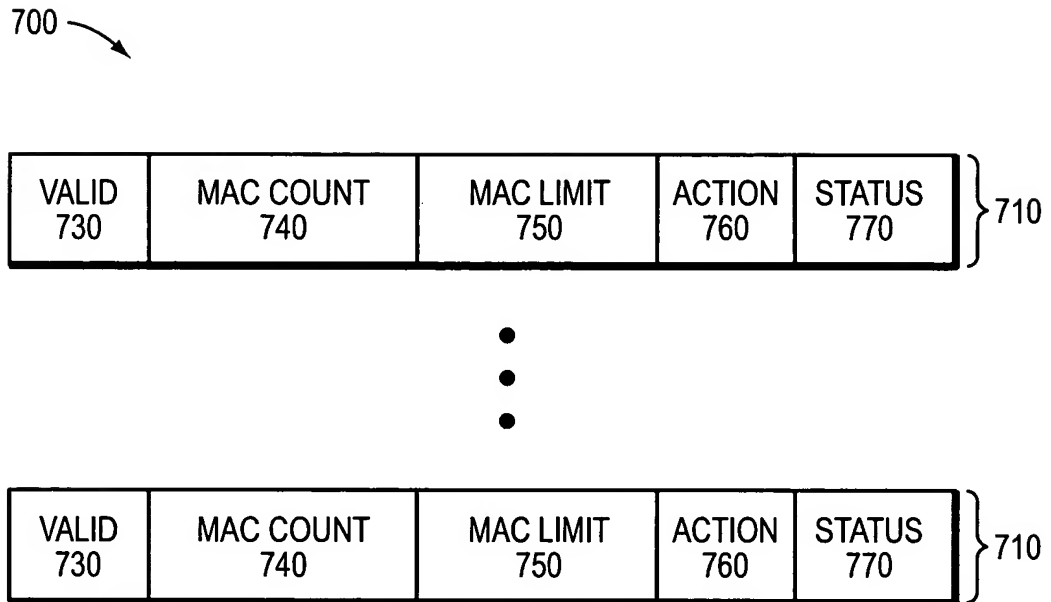 700
VALID MAC COUNT MAC LIMIT ACTION STATUS
730 740 750 760 770
710
VALID MAC COUNT MAC LIMIT ACTION STATUS
730 740 750 760 770
710